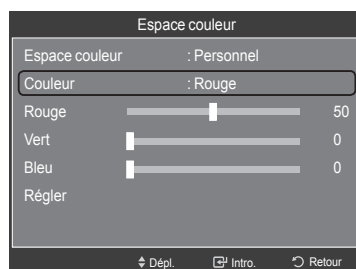 Espace couleur
Espace couleur : Personnel
Couleur : Rouge
Rouge 50
Vert 0
Bleu 0
Régler
Dépl. Intro. Retour